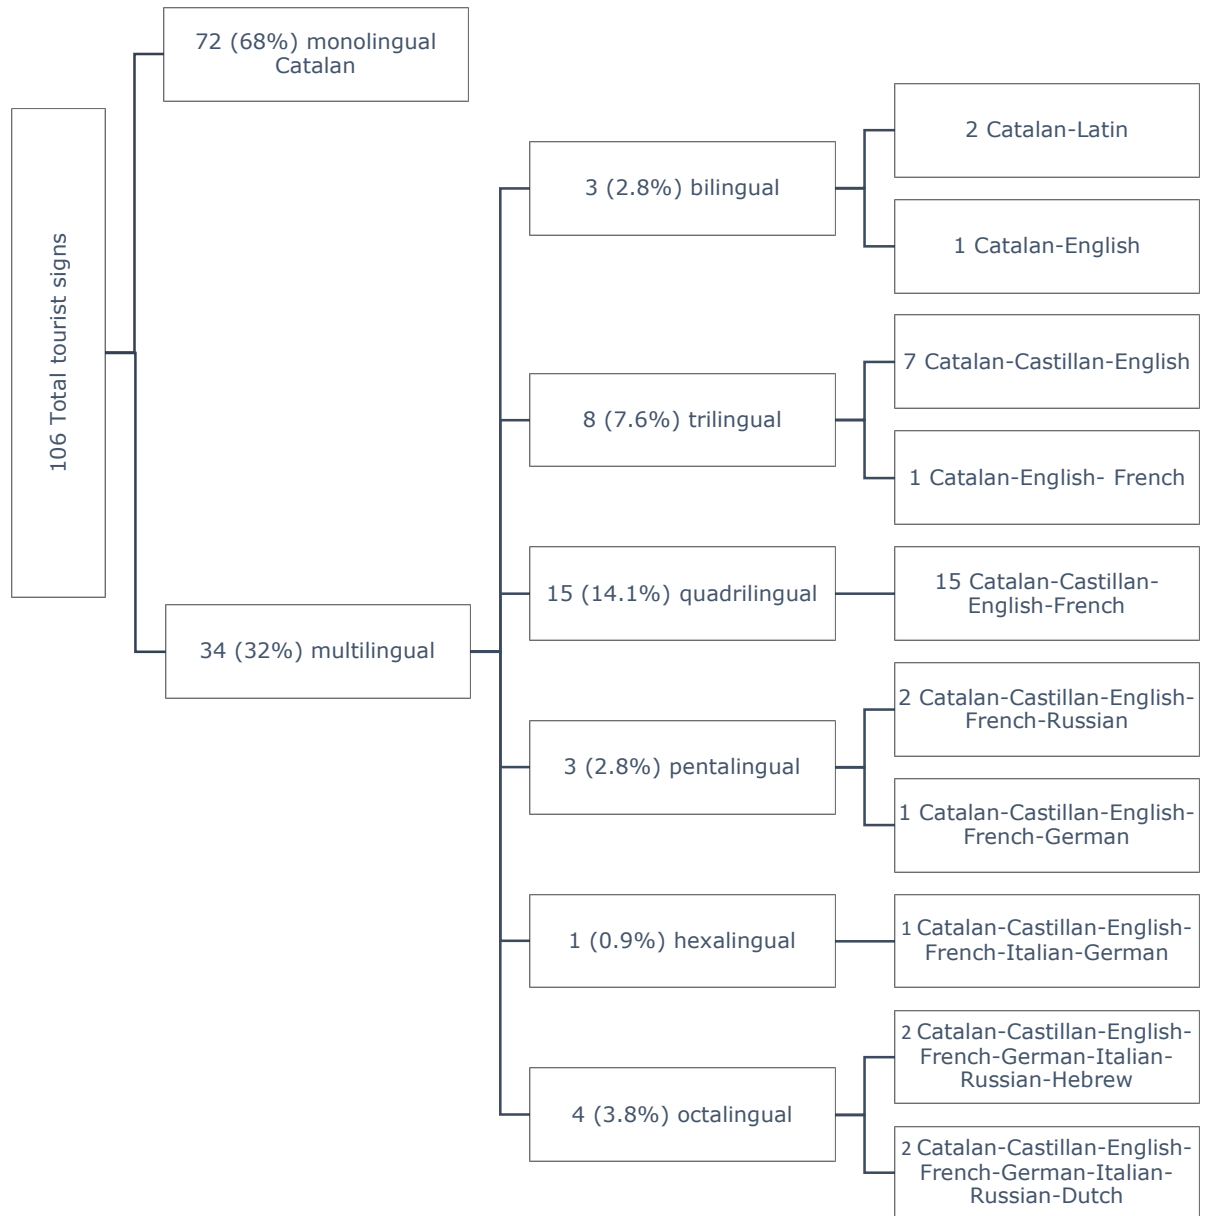 106 Total tourist signs
72 (68%) monolingual
Catalan
34 (32%) multilingual
3 (2.8%) bilingual
2 Catalan-Latin
1 Catalan-English
8 (7.6%) trilingual
7 Catalan-Castillan-English
1 Catalan-English- French
15 (14.1%) quadrilingual
15 Catalan-Castillan-
English-French
3 (2.8%) pentalingual
2 Catalan-Castillan-English-
French-Russian
1 Catalan-Castillan-English-
French-German
1 (0.9%) hexalingual
1 Catalan-Castillan-English-
French-Italian-German
4 (3.8%) octalingual
2 Catalan-Castillan-English-
French-German-Italian-
Russian-Hebrew
2 Catalan-Castillan-English-
French-German-Italian-
Russian-Dutch